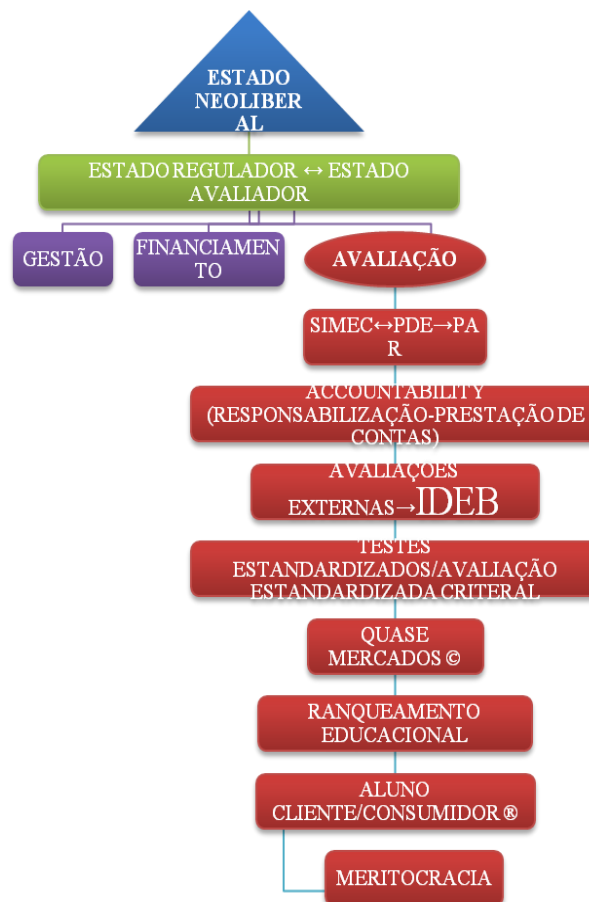 ESTADO
NEOLIBER
AL
ESTADO REGULADOR ↔ ESTADO
AVALIADOR
GESTÃO
FINANCIAMEN
TO
AVALIAÇÃO
SIMEC↔PDE→PA
R
ACCOUNTABILITY
(RESPONSABILIZAÇÃO-PRESTAÇÃO DE
CONTAS)
AVALIAÇÕES
EXTERNAS→IDEB
TESTES
ESTANDARDIZADOS/AVALIAÇÃO
ESTANDARDIZADA CRITERAL
QUASE
MERCADOS ©
RANQUEAMENTO
EDUCACIONAL
ALUNO
CLIENTE/CONSUMIDOR ®
MERITOCRACIA